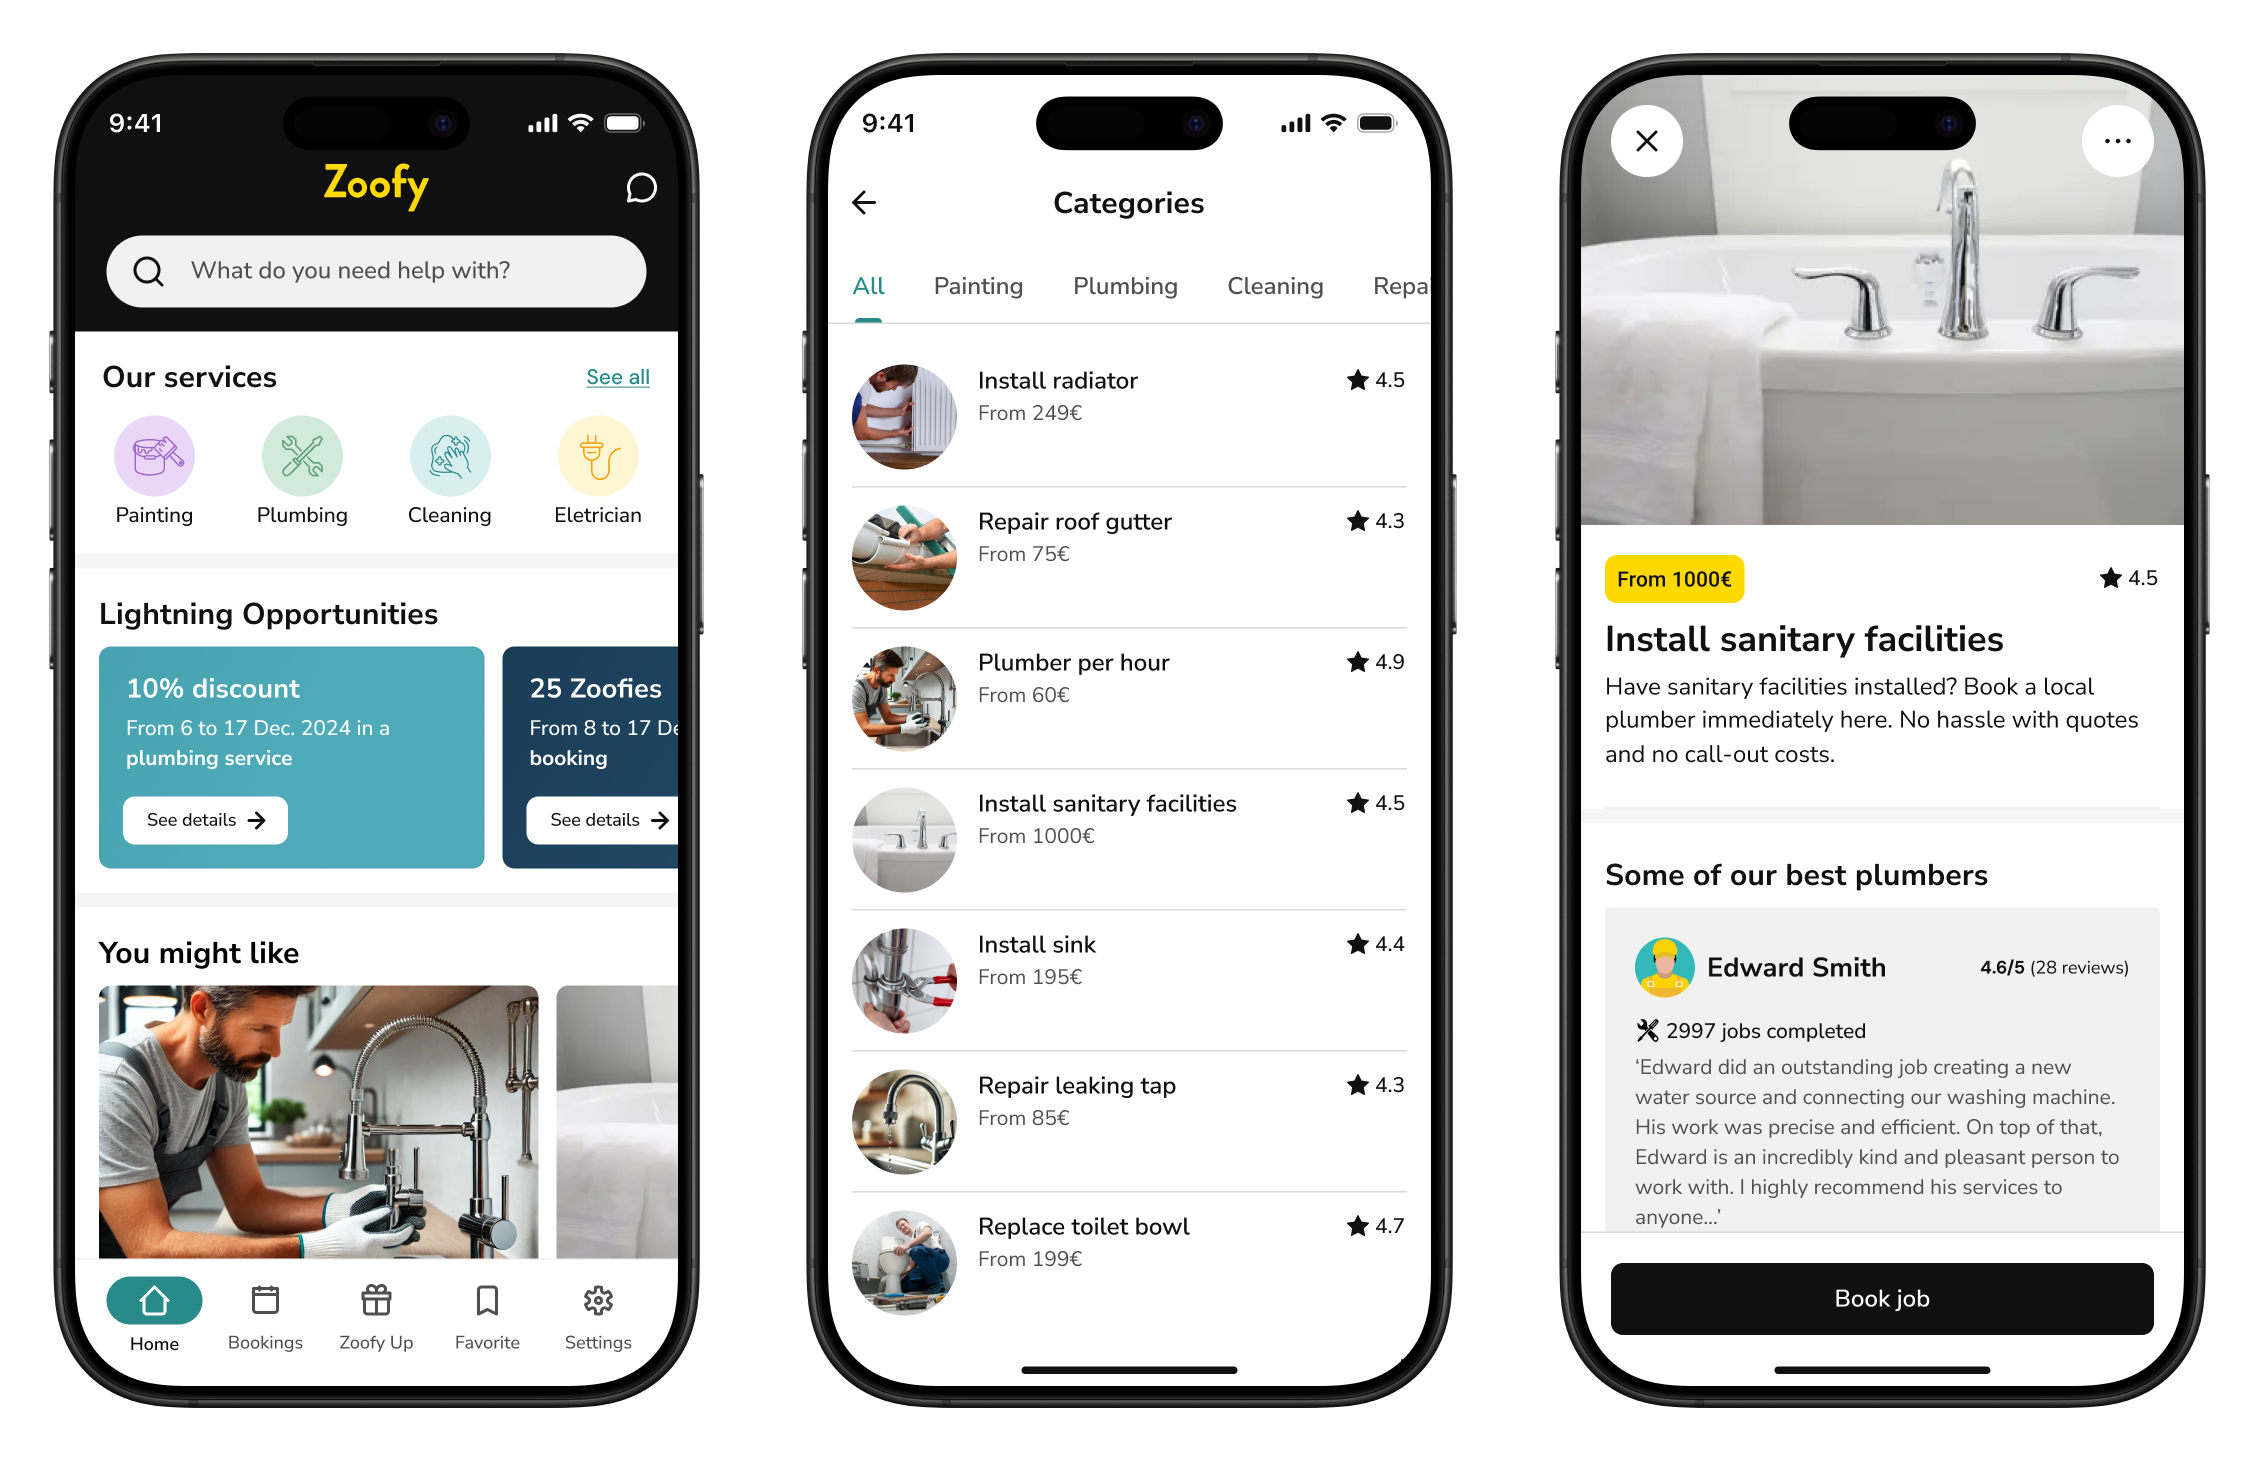 9:41
Zoofy
What do you need help with?
Our services
See all
Painting
Plumbing
Cleaning
Eletrician
Lightning Opportunities
10% discount
From 6 to 17 Dec. 2024 in a
plumbing service
See details
25 Zoofies
From 8 to 17 De
booking
See details
You might like
Home
Bookings
Zoofy Up
Favorite
Settings
9:41
Categories
All
Painting
Plumbing
Cleaning
Repai
Install radiator
4.5
From 249€
Repair roof gutter
4.3
From 75€
Plumber per hour
4.9
From 60€
Install sanitary facilities
4.5
From 1000€
Install sink
4.4
From 195€
Repair leaking tap
4.3
From 85€
Replace toilet bowl
4.7
From 199€
From 1000€
4.5
Install sanitary facilities
Have sanitary facilities installed? Book a local
plumber immediately here. No hassle with quotes
and no call-out costs.
Some of our best plumbers
Edward Smith
4.6/5 (28 reviews)
2997 jobs completed
‘Edward did an outstanding job creating a new
water source and connecting our washing machine.
His work was precise and efficient. On top of that,
Edward is an incredibly kind and pleasant person to
work with. I highly recommend his services to
anyone...’
Book job